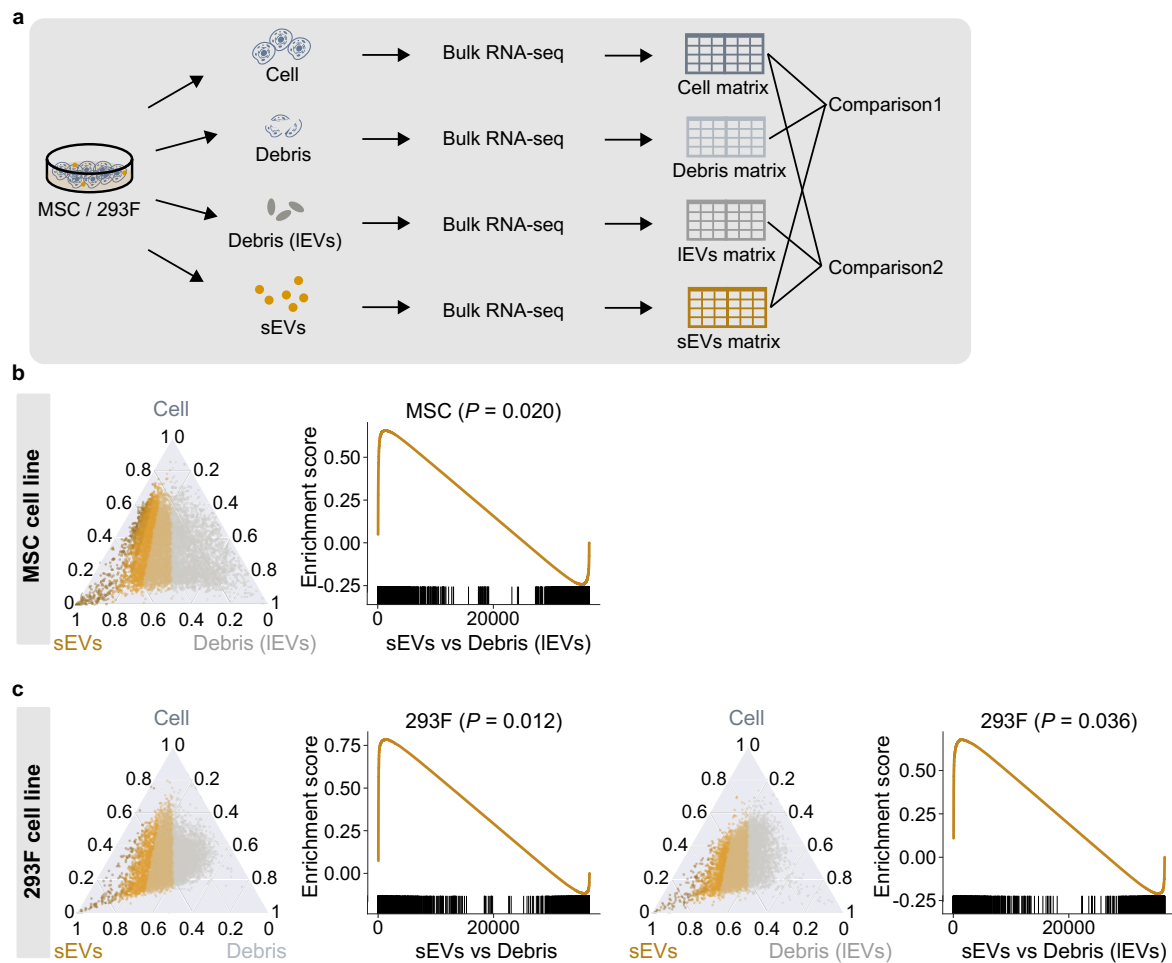 a
Cell
Bulk RNA-seq
Cell matrix
Comparison1
Debris
Bulk RNA-seq
Debris matrix
MSC / 293F
Debris (lEVs)
Bulk RNA-seq
lEVs matrix
Comparison2
sEVs
Bulk RNA-seq
sEVs matrix
b
MSC cell line
Cell
1 0
0.8 0.2
0.6 0.4
0.4 0.6
0.2 0.8
0 1
1 0.8 0.6 0.4 0.2 0
sEVs Debris (lEVs)
MSC (P = 0.020)
Enrichment score
0.50
0.25
0.00
-0.25
0 20000
sEVs vs Debris (lEVs)
c
293F cell line
Cell
1 0
0.8 0.2
0.6 0.4
0.4 0.6
0.2 0.8
0 1
1 0.8 0.6 0.4 0.2 0
sEVs Debris
293F (P = 0.012)
Enrichment score
0.75
0.50
0.25
0.00
0 20000
sEVs vs Debris
Cell
1 0
0.8 0.2
0.6 0.4
0.4 0.6
0.2 0.8
0 1
1 0.8 0.6 0.4 0.2 0
sEVs Debris (lEVs)
293F (P = 0.036)
Enrichment score
0.50
0.25
0.00
-0.25
0 20000
sEVs vs Debris (lEVs)